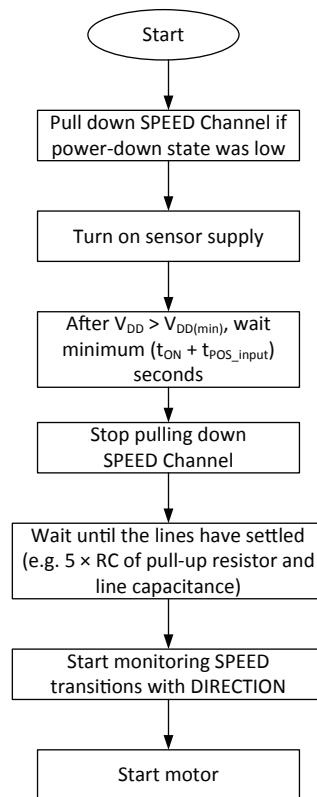 Start
Pull down SPEED Channel if
power-down state was low
Turn on sensor supply
After V_DD > V_DD(min), wait
minimum (t_ON + t_POS_input)
seconds
Stop pulling down
SPEED Channel
Wait until the lines have settled
(e.g. 5 × RC of pull-up resistor and
line capacitance)
Start monitoring SPEED
transitions with DIRECTION
Start motor